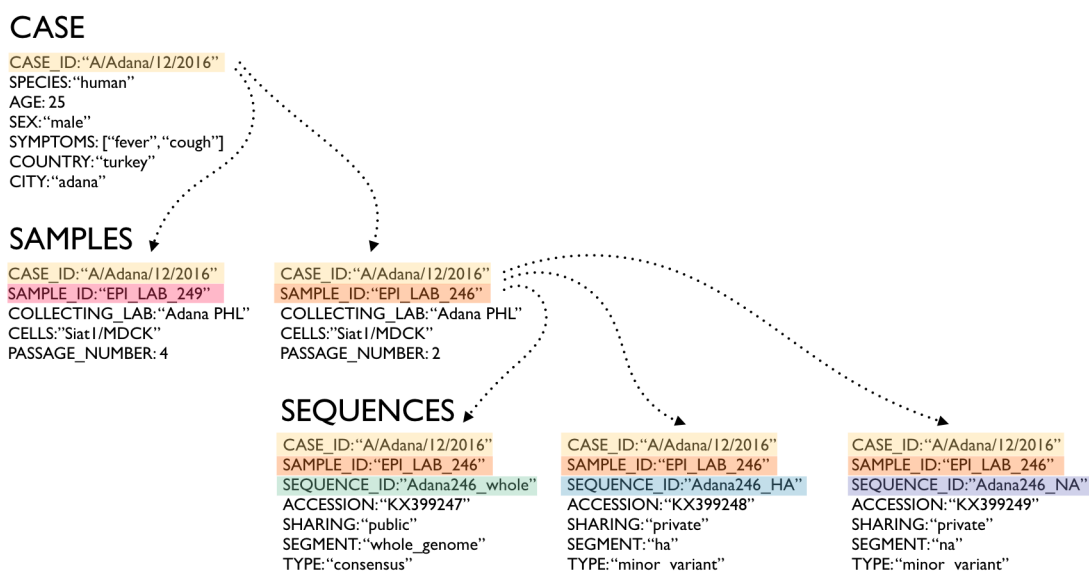 CASE
CASE_ID:“A/Adana/12/2016”
SPECIES:“human”
AGE: 25
SEX:“male”
SYMPTOMS: [“fever”,“cough”]
COUNTRY:“turkey”
CITY:“adana”
SAMPLES
CASE_ID:“A/Adana/12/2016”
SAMPLE_ID:“EPI_LAB_249”
COLLECTING_LAB:“Adana PHL”
CELLS:”Siat1/MDCK”
PASSAGE_NUMBER: 4
CASE_ID:“A/Adana/12/2016”
SAMPLE_ID:“EPI_LAB_246”
COLLECTING_LAB:“Adana PHL”
CELLS:”Siat1/MDCK”
PASSAGE_NUMBER: 2
SEQUENCES
CASE_ID:“A/Adana/12/2016”
SAMPLE_ID:“EPI_LAB_246”
SEQUENCE_ID:”Adana246_whole”
ACCESSION:“KX399247”
SHARING:“public”
SEGMENT:“whole_genome”
TYPE:“consensus”
CASE_ID:“A/Adana/12/2016”
SAMPLE_ID:“EPI_LAB_246”
SEQUENCE_ID:”Adana246_HA”
ACCESSION:“KX399248”
SHARING:“private”
SEGMENT:“ha”
TYPE:“minor_variant”
CASE_ID:“A/Adana/12/2016”
SAMPLE_ID:“EPI_LAB_246”
SEQUENCE_ID:”Adana246_NA”
ACCESSION:“KX399249”
SHARING:“private”
SEGMENT:“na”
TYPE:“minor_variant”